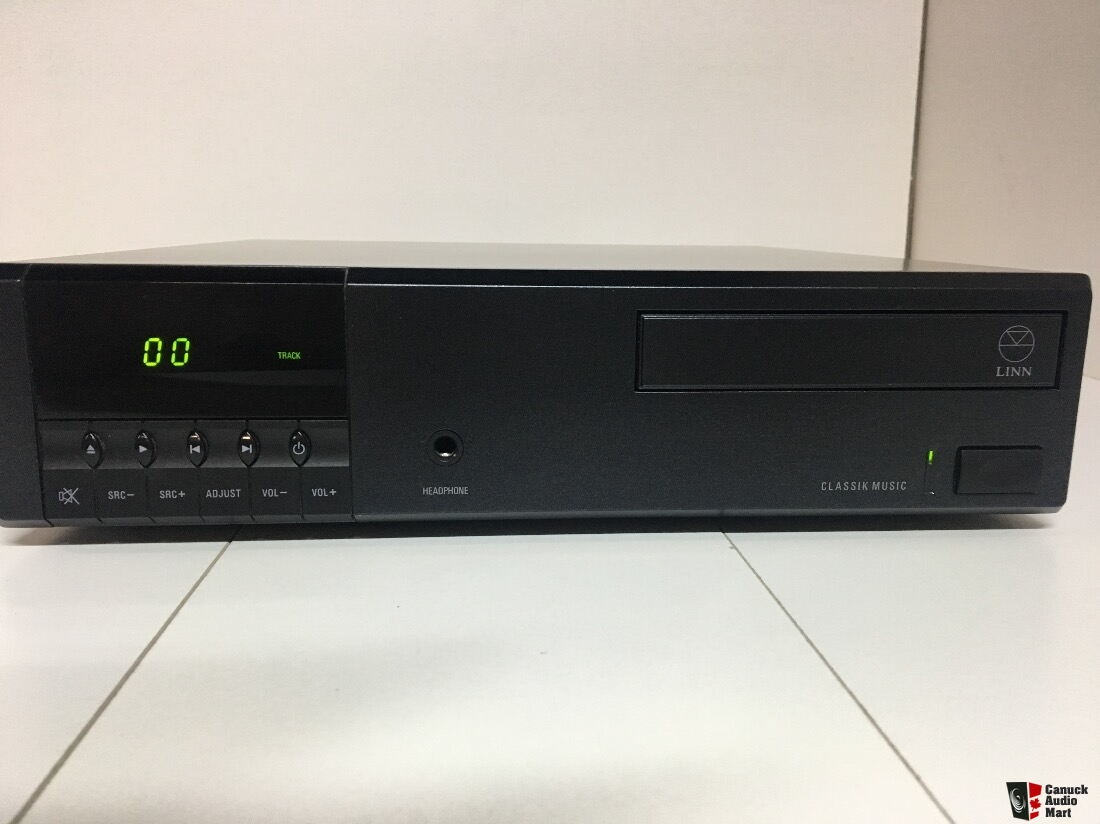 00
TRACK
LINN
HEADPHONE
CLASSIK MUSIC
SRC− SRC+ ADJUST VOL− VOL+
Canuck
Audio
Mart